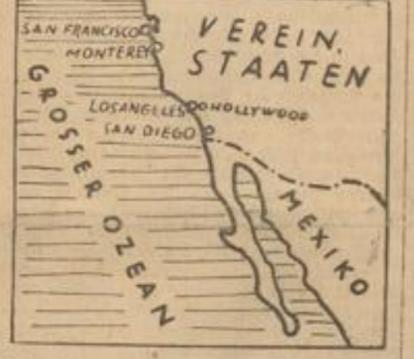 SAN FRANCISCO
MONTEREY
VEREIN.
STAATEN
LOSANGELES
HOLLYWOOD
SAN DIEGO
GROSSER OZEAN
MEXIKO